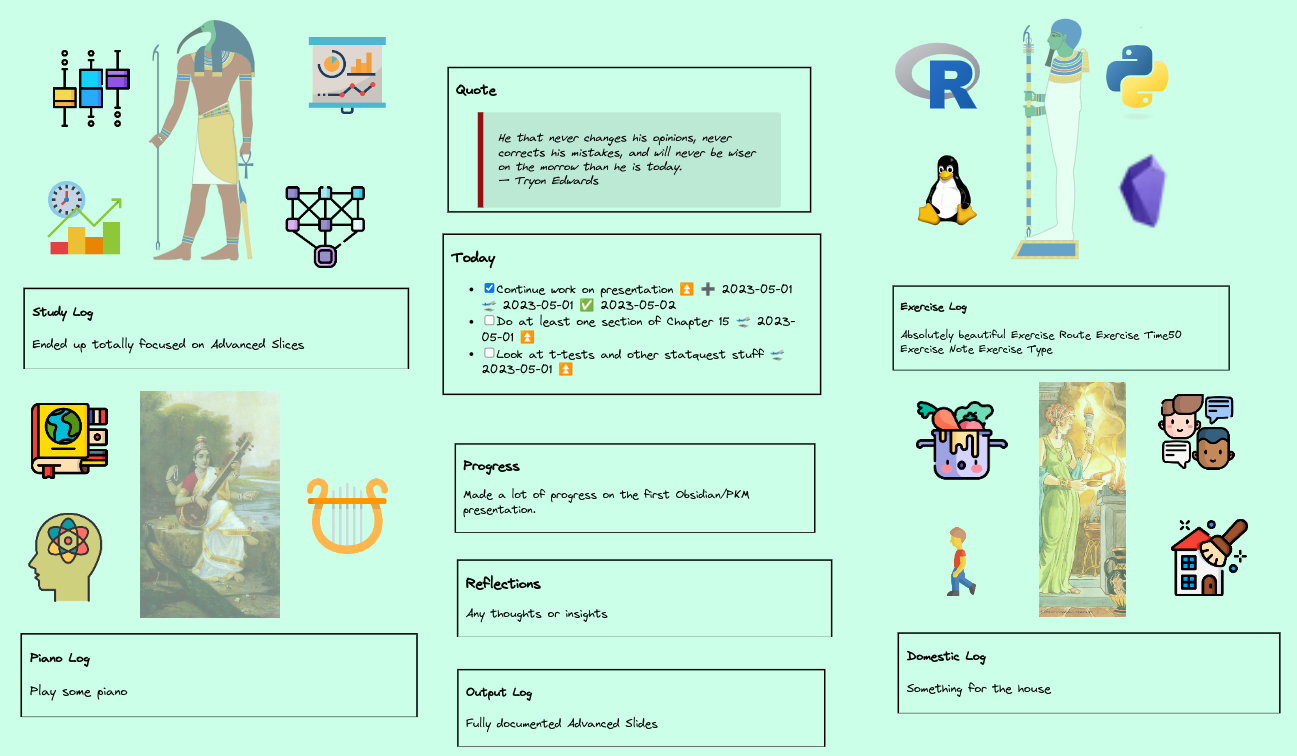 Quote
He that never changes his opinions, never
corrects his mistakes, and will never be wiser
on the morrow than he is today.
— Tryon Edwards
Today
Continue work on presentation ⏫ ➕ 2023-05-01
🛫 2023-05-01 ✅ 2023-05-02
Do at least one section of Chapter 15 🛫 2023-
05-01 ⏫
Look at t-tests and other statquest stuff 🛫
2023-05-01 ⏫
Study Log
Ended up totally focused on Advanced Slices
R
Exercise Log
Absolutely beautiful Exercise Route Exercise Time50
Exercise Note Exercise Type
Progress
Made a lot of progress on the first Obsidian/PKM
presentation.
Reflections
Any thoughts or insights
Piano Log
Play some piano
Output Log
Fully documented Advanced Slides
Domestic Log
Something for the house